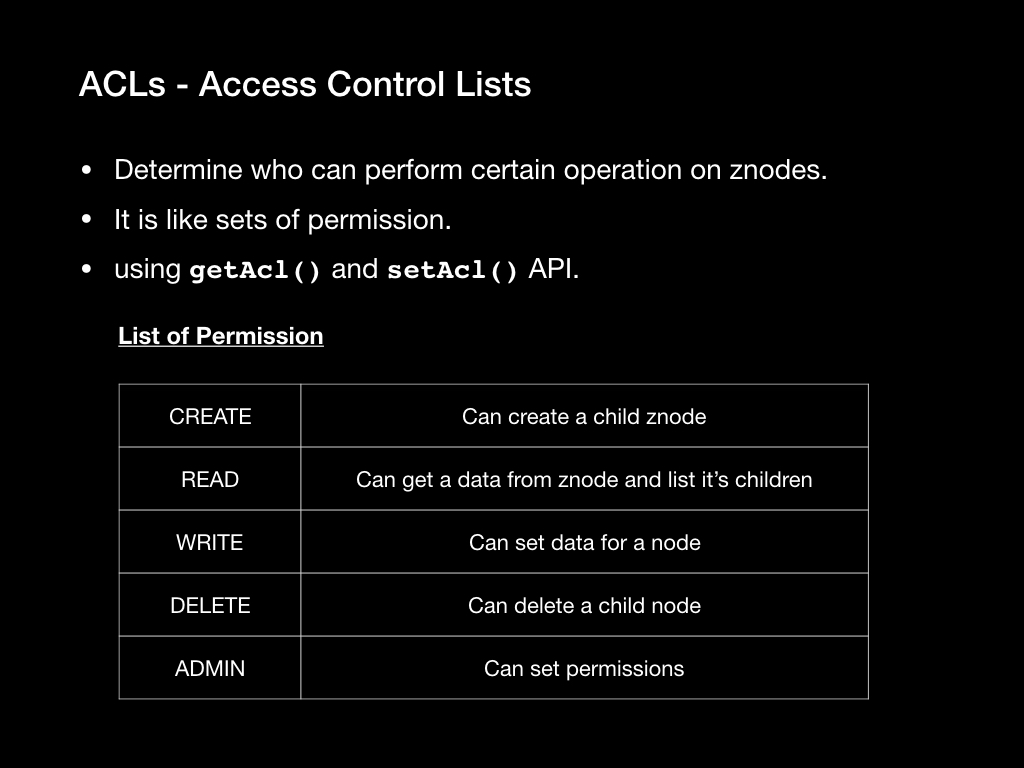 ACLs - Access Control Lists
• Determine who can perform certain operation on znodes.
• It is like sets of permission.
• using getAcl() and setAcl() API.
List of Permission
CREATE Can create a child znode
READ Can get a data from znode and list it’s children
WRITE Can set data for a node
DELETE Can delete a child node
ADMIN Can set permissions